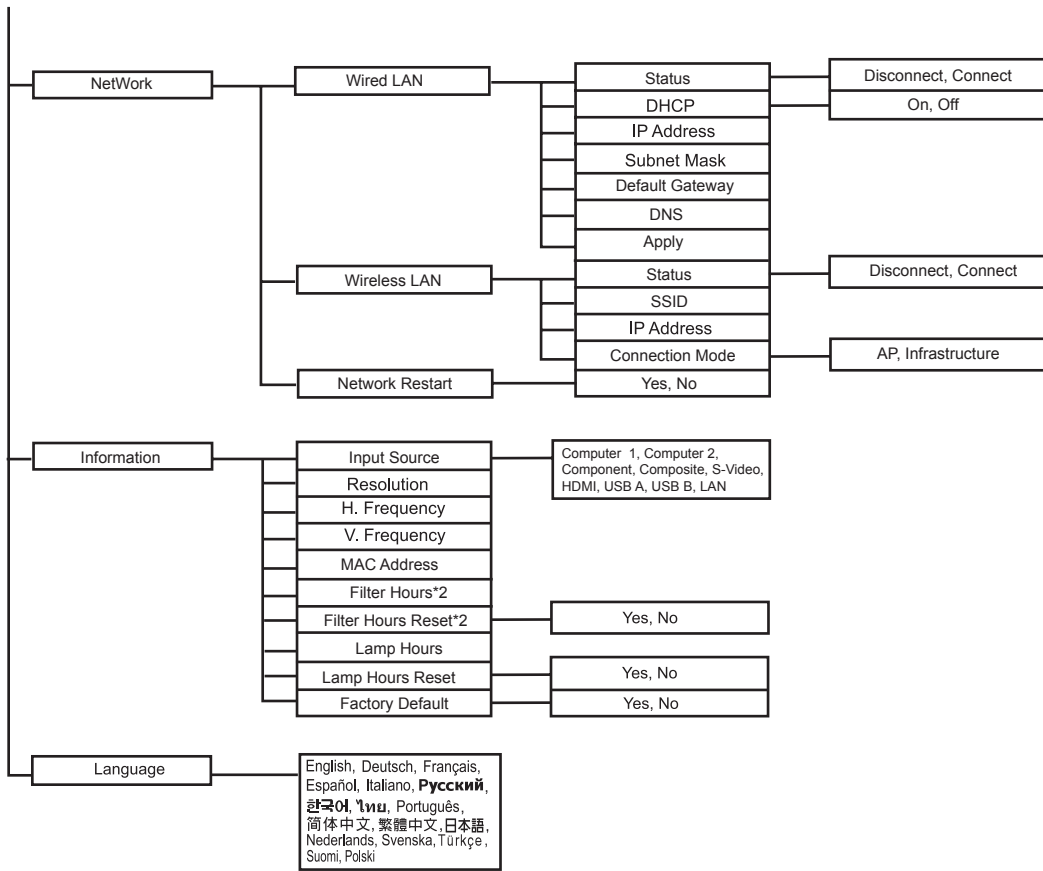 NetWork
Wired LAN
Status
Disconnect, Connect
DHCP
On, Off
IP Address
Subnet Mask
Default Gateway
DNS
Apply
Wireless LAN
Status
Disconnect, Connect
SSID
IP Address
Connection Mode
AP, Infrastructure
Network Restart
Yes, No
Information
Input Source
Computer 1, Computer 2,
Component, Composite, S-Video,
HDMI, USB A, USB B, LAN
Resolution
H. Frequency
V. Frequency
MAC Address
Filter Hours*2
Filter Hours Reset*2
Yes, No
Lamp Hours
Lamp Hours Reset
Yes, No
Factory Default
Yes, No
Language
English, Deutsch, Français,
Español, Italiano, Русский,
한국어, ไทย, Português,
简体中文, 繁體中文, 日本語,
Nederlands, Svenska, Türkçe,
Suomi, Polski